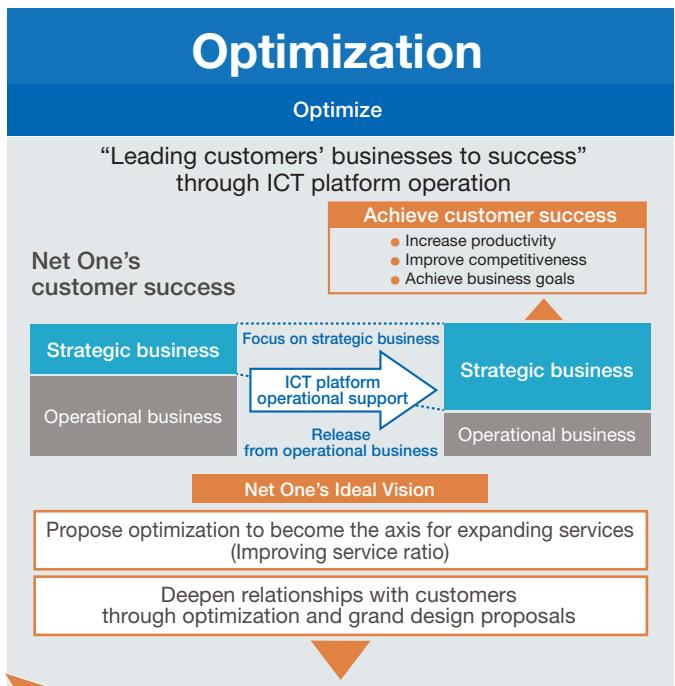 Optimization
Optimize
“Leading customers’ businesses to success”
through ICT platform operation
Achieve customer success
● Increase productivity
● Improve competitiveness
● Achieve business goals
Net One’s
customer success
Strategic business
Operational business
Focus on strategic business
ICT platform
operational support
Release
from operational business
Strategic business
Operational business
Net One’s Ideal Vision
Propose optimization to become the axis for expanding services
(Improving service ratio)
Deepen relationships with customers
through optimization and grand design proposals